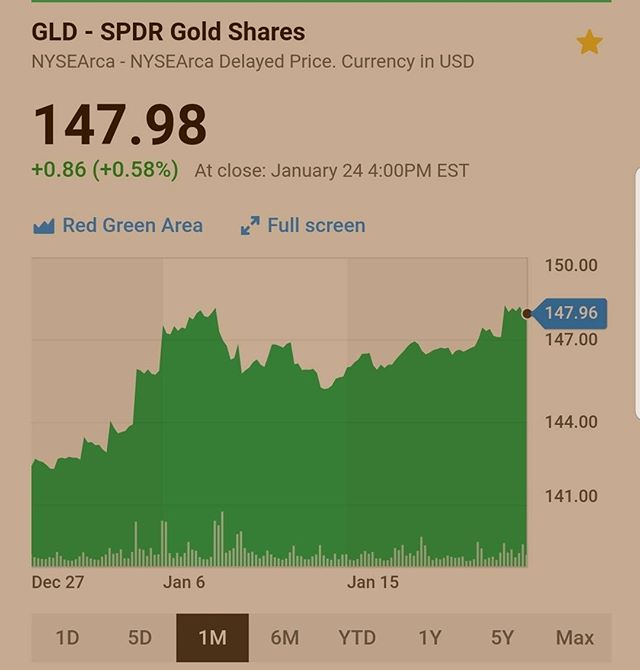 GLD - SPDR Gold Shares
NYSEArca - NYSEArca Delayed Price. Currency in USD
147.98
+0.86 (+0.58%) At close: January 24 4:00PM EST
Red Green Area Full screen
150.00
147.96
147.00
144.00
141.00
Dec 27 Jan 6 Jan 15
1D 5D 1M 6M YTD 1Y 5Y Max